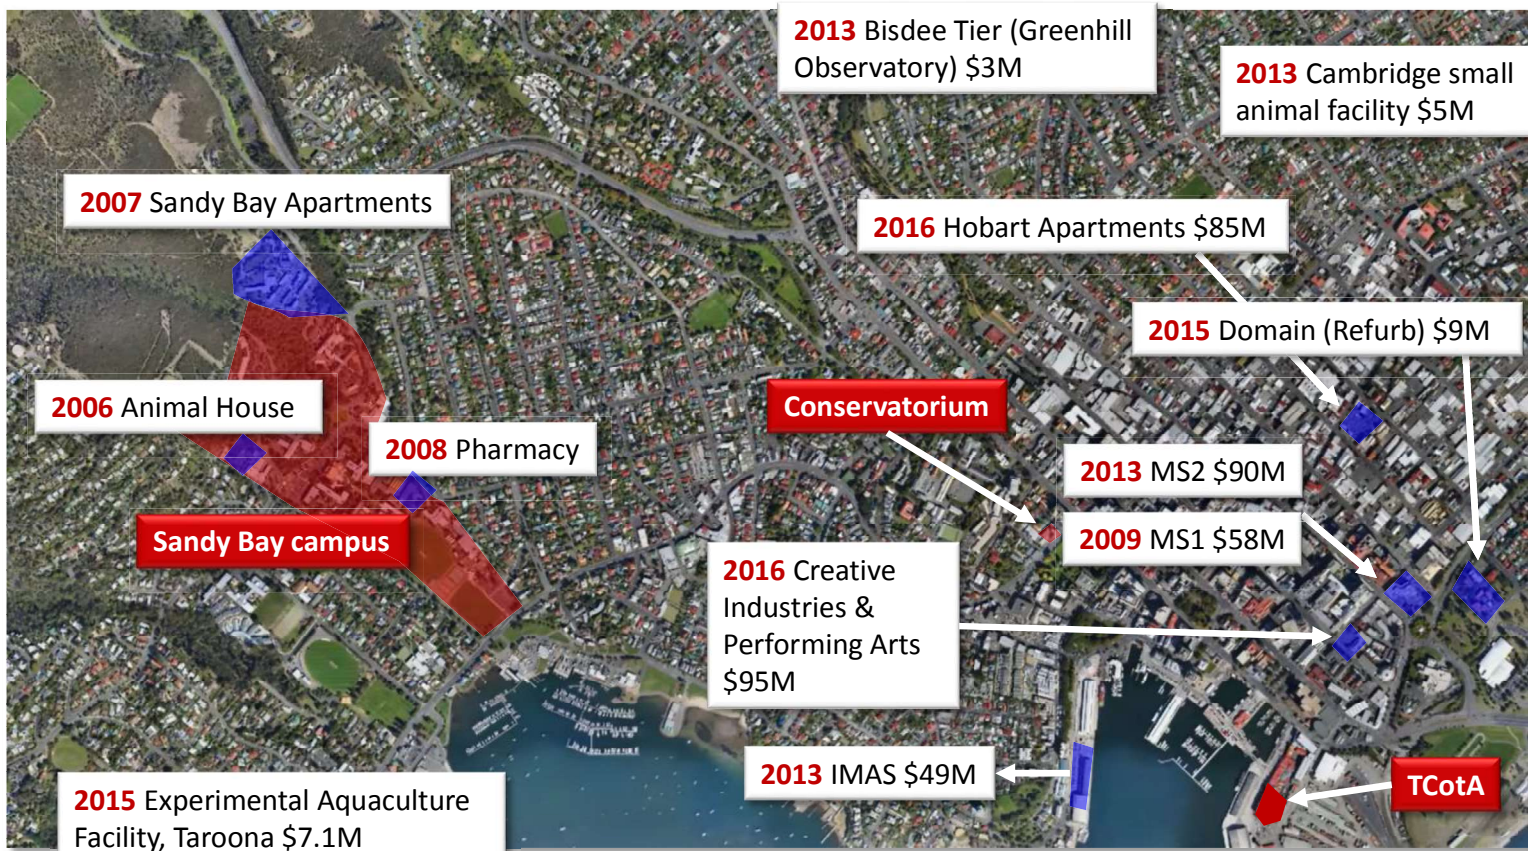 2013 Bisdee Tier (Greenhill
Observatory) $3M
2013 Cambridge small
animal facility $5M
2007 Sandy Bay Apartments
2016 Hobart Apartments $85M
2015 Domain (Refurb) $9M
2006 Animal House
Conservatorium
2008 Pharmacy
2013 MS2 $90M
Sandy Bay campus
2009 MS1 $58M
2016 Creative
Industries &
Performing Arts
$95M
2013 IMAS $49M
TCotA
2015 Experimental Aquaculture
Facility, Taroona $7.1M